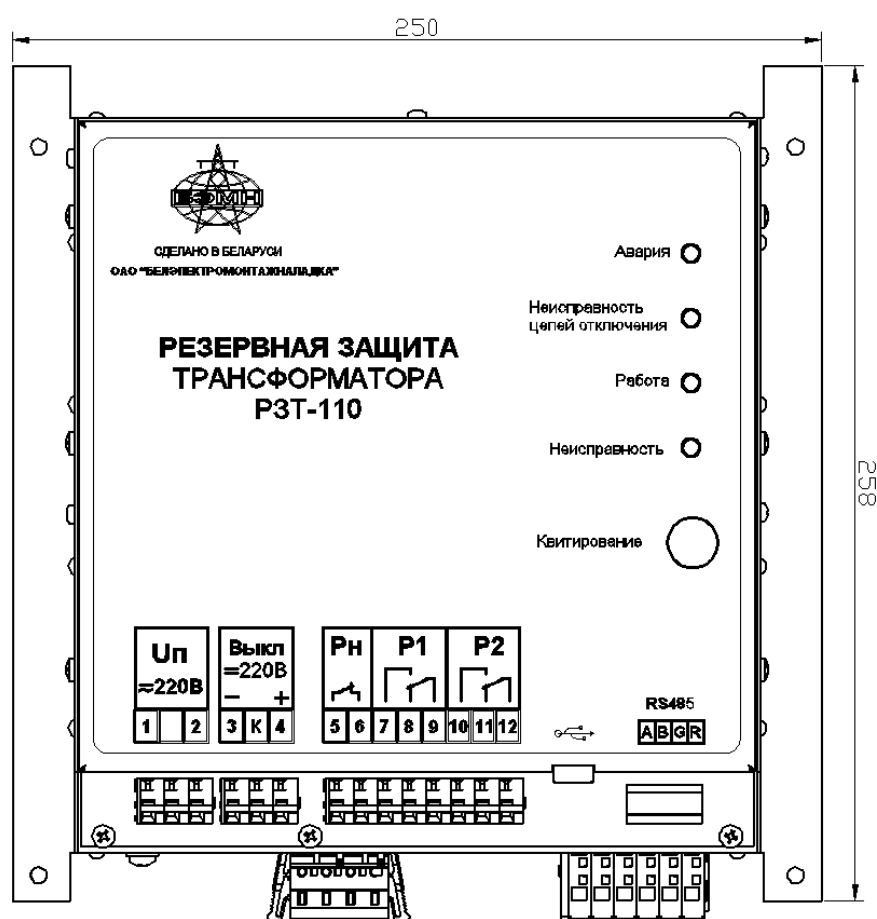 250
БЭМН
СДЕЛАНО В БЕЛАРУСИ
ОАО "БЕЛЭЛЕКТРОМОНТАЖНАЛАДКА"
РЕЗЕРВНАЯ ЗАЩИТА
ТРАНСФОРМАТОРА
РЗТ-110
Авария
Неисправность
цепей отключения
Работа
Неисправность
Квитирование
258
Uп
≂220В
1 2
Выкл
=220В
– +
3 К 4
Рн Р1 Р2
5 6 7 8 9 10 11 12
RS485
A B G R